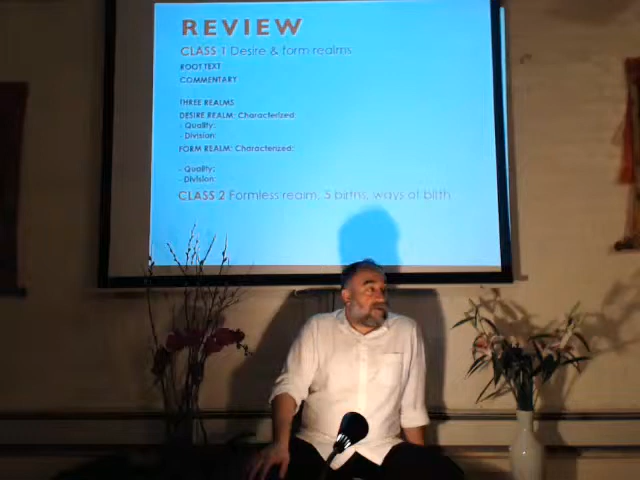 REVIEW
CLASS 1 Desire & form realms
ROOT TEXT
COMMENTARY
THREE REALMS
DESIRE REALM: Characterized:
- Quality:
- Division:
FORM REALM: Characterized:
- Quality:
- Division:
CLASS 2 Formless realm, 5 births, ways of birth